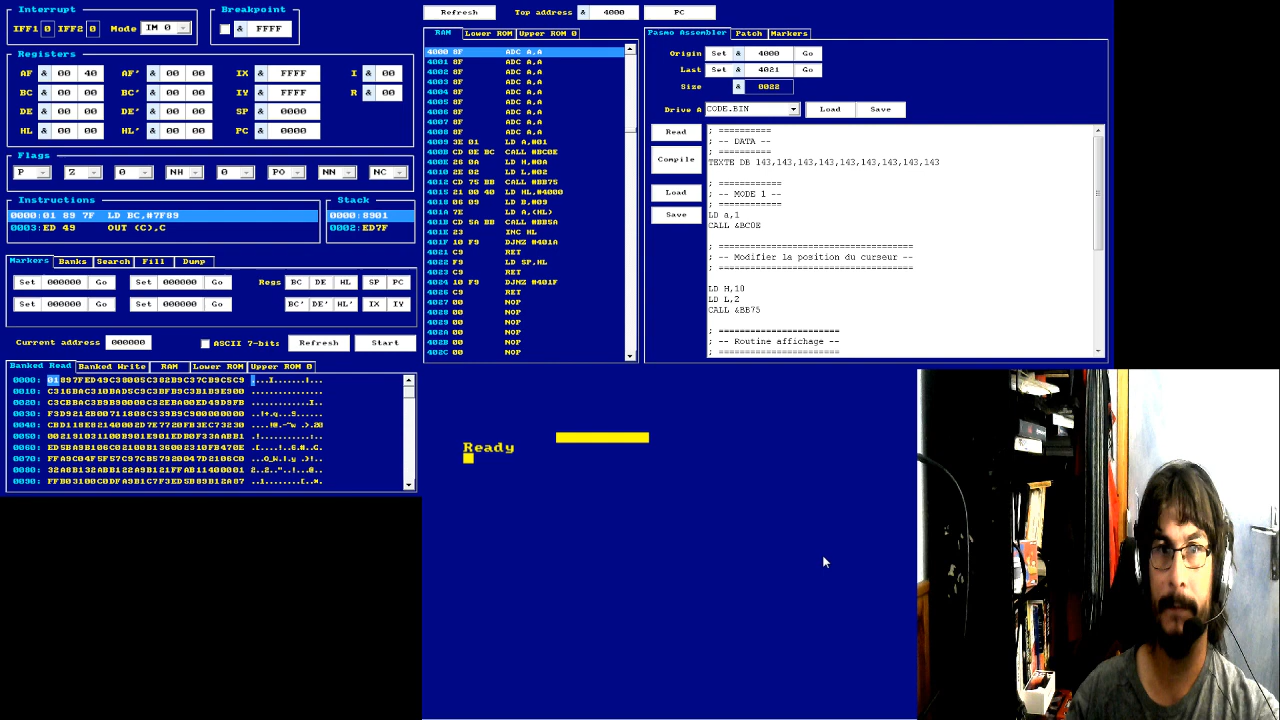 Interrupt
IFF1 0 IFF2 0 Mode IM 0
Breakpoint
& FFFF
Registers
AF & 00 40 AF' & 00 00 IX & FFFF I & 00
BC & 00 00 BC' & 00 00 IY & FFFF R & 00
DE & 00 00 DE' & 00 00 SP & 0000
HL & 00 00 HL' & 00 00 PC & 0000
Flags
P Z 0 NH 0 PO NN NC
Instructions
0000:01 89 7F LD BC,#7F89
0003:ED 49 OUT (C),C
Stack
0000:8901
0002:ED7F
Markers Banks Search Fill Dump
Set 000000 Go Set 000000 Go Regs BC DE HL SP PC
Set 000000 Go Set 000000 Go BC' DE' HL' IX IY
Current address 000000 ASCII 7-bits Refresh Start
Banked Read Banked Write RAM Lower ROM Upper ROM 0
0000: 01897FED49C38005C382B9C37CB9C5C9
Refresh Top address & 4000 PC
RAM Lower ROM Upper ROM 0
4000 8F ADC A,A
4001 8F ADC A,A
4002 8F ADC A,A
4003 8F ADC A,A
4004 8F ADC A,A
4005 8F ADC A,A
4006 8F ADC A,A
4007 8F ADC A,A
4008 8F ADC A,A
4009 3E 01 LD A,#01
400B CD 0E BC CALL #BC0E
400E 26 0A LD H,#0A
4010 2E 02 LD L,#02
4012 CD 75 BB CALL #BB75
4015 21 00 40 LD HL,#4000
4018 06 09 LD B,#09
401A 7E LD A,(HL)
401B CD 5A BB CALL #BB5A
401E 23 INC HL
401F 10 F9 DJNZ #401A
4021 C9 RET
4022 F9 LD SP,HL
4023 C9 RET
4024 10 F9 DJNZ #401F
4026 C9 RET
4027 00 NOP
4028 00 NOP
4029 00 NOP
402A 00 NOP
402B 00 NOP
402C 00 NOP
Pasmo Assembler Patch Markers
Origin Set & 4000 Go
Last Set & 4021 Go
Size & 0022
Drive A CODE.BIN Load Save
Read
Compile
Load
Save
; ==========
; -- DATA --
; ==========
TEXTE DB 143,143,143,143,143,143,143,143,143
; ============
; -- MODE 1 --
; ============
LD a,1
CALL &BC0E
; ====================================
; -- Modifier la position du curseur --
; ====================================
LD H,10
LD L,2
CALL &BB75
; =======================
; -- Routine affichage --
; =======================
Ready